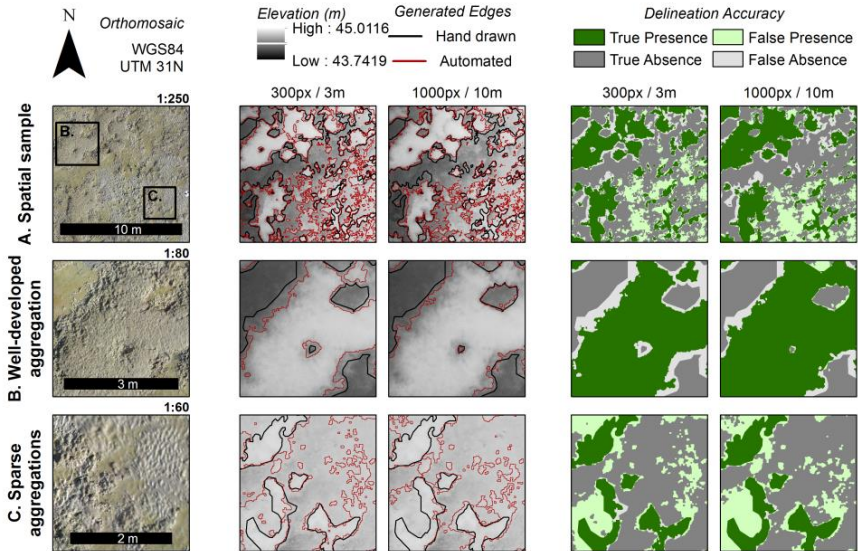 N
Orthomosaic
WGS84
UTM 31N
Elevation (m)
High : 45.0116
Low : 43.7419
Generated Edges
Hand drawn
Automated
Delineation Accuracy
True Presence
False Presence
True Absence
False Absence
1:250
300px / 3m
1000px / 10m
300px / 3m
1000px / 10m
A. Spatial sample
B.
C.
10 m
1:80
B. Well-developed
aggregation
3 m
1:60
C. Sparse
aggregations
2 m